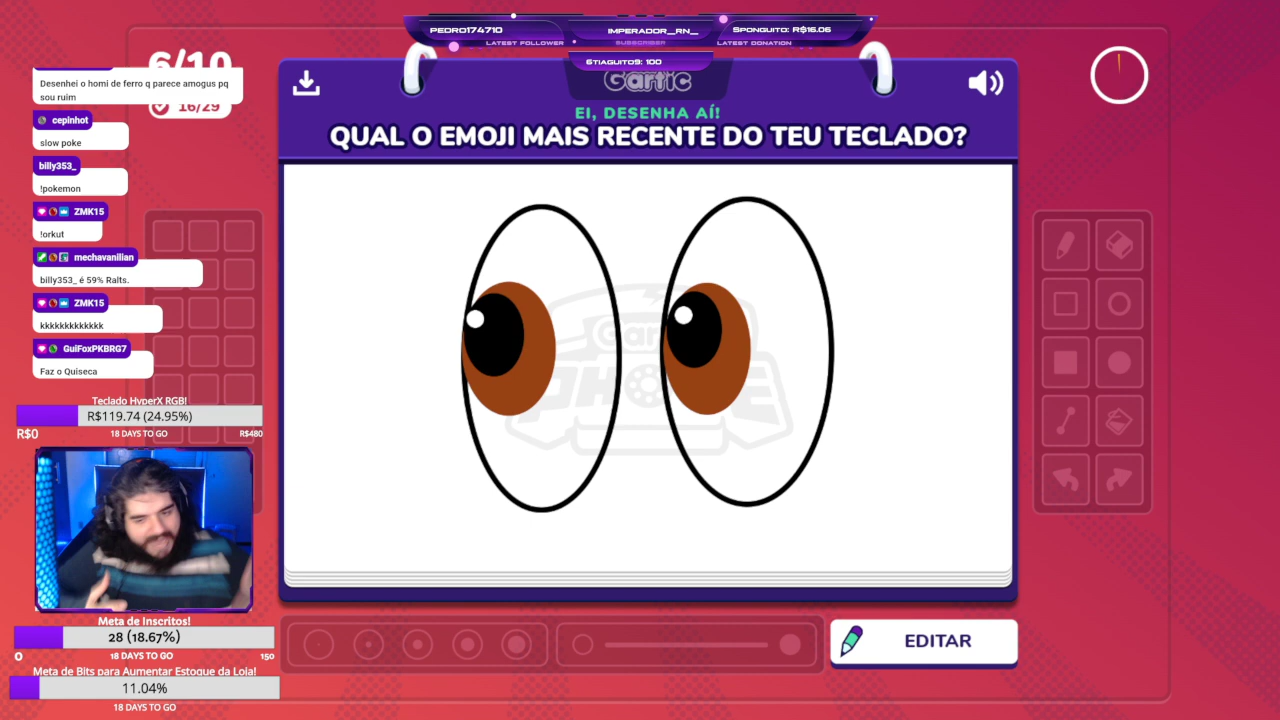 PEDRO174710
LATEST FOLLOWER
IMPERADOR_RN_
SUBSCRIBER
SPONGUITO: R$16.06
LATEST DONATION
6TIAGUITO9: 100
Gartic
6/10
16/29
EI, DESENHA AÍ!
QUAL O EMOJI MAIS RECENTE DO TEU TECLADO?
Desenhei o homi de ferro q parece amogus pq
sou ruim
cepinhot
slow poke
billy353_
!pokemon
ZMK15
!orkut
mechavanilian
billy353_ é 59% Ralts.
ZMK15
kkkkkkkkkkkkk
GuiFoxPKBRG7
Faz o Quiseca
Teclado HyperX RGB!
R$119.74 (24.95%)
R$0
18 DAYS TO GO
R$480
Gartic
PHONE
Meta de Inscritos!
28 (18.67%)
0
18 DAYS TO GO
150
Meta de Bits para Aumentar Estoque da Loja!
11.04%
18 DAYS TO GO
EDITAR